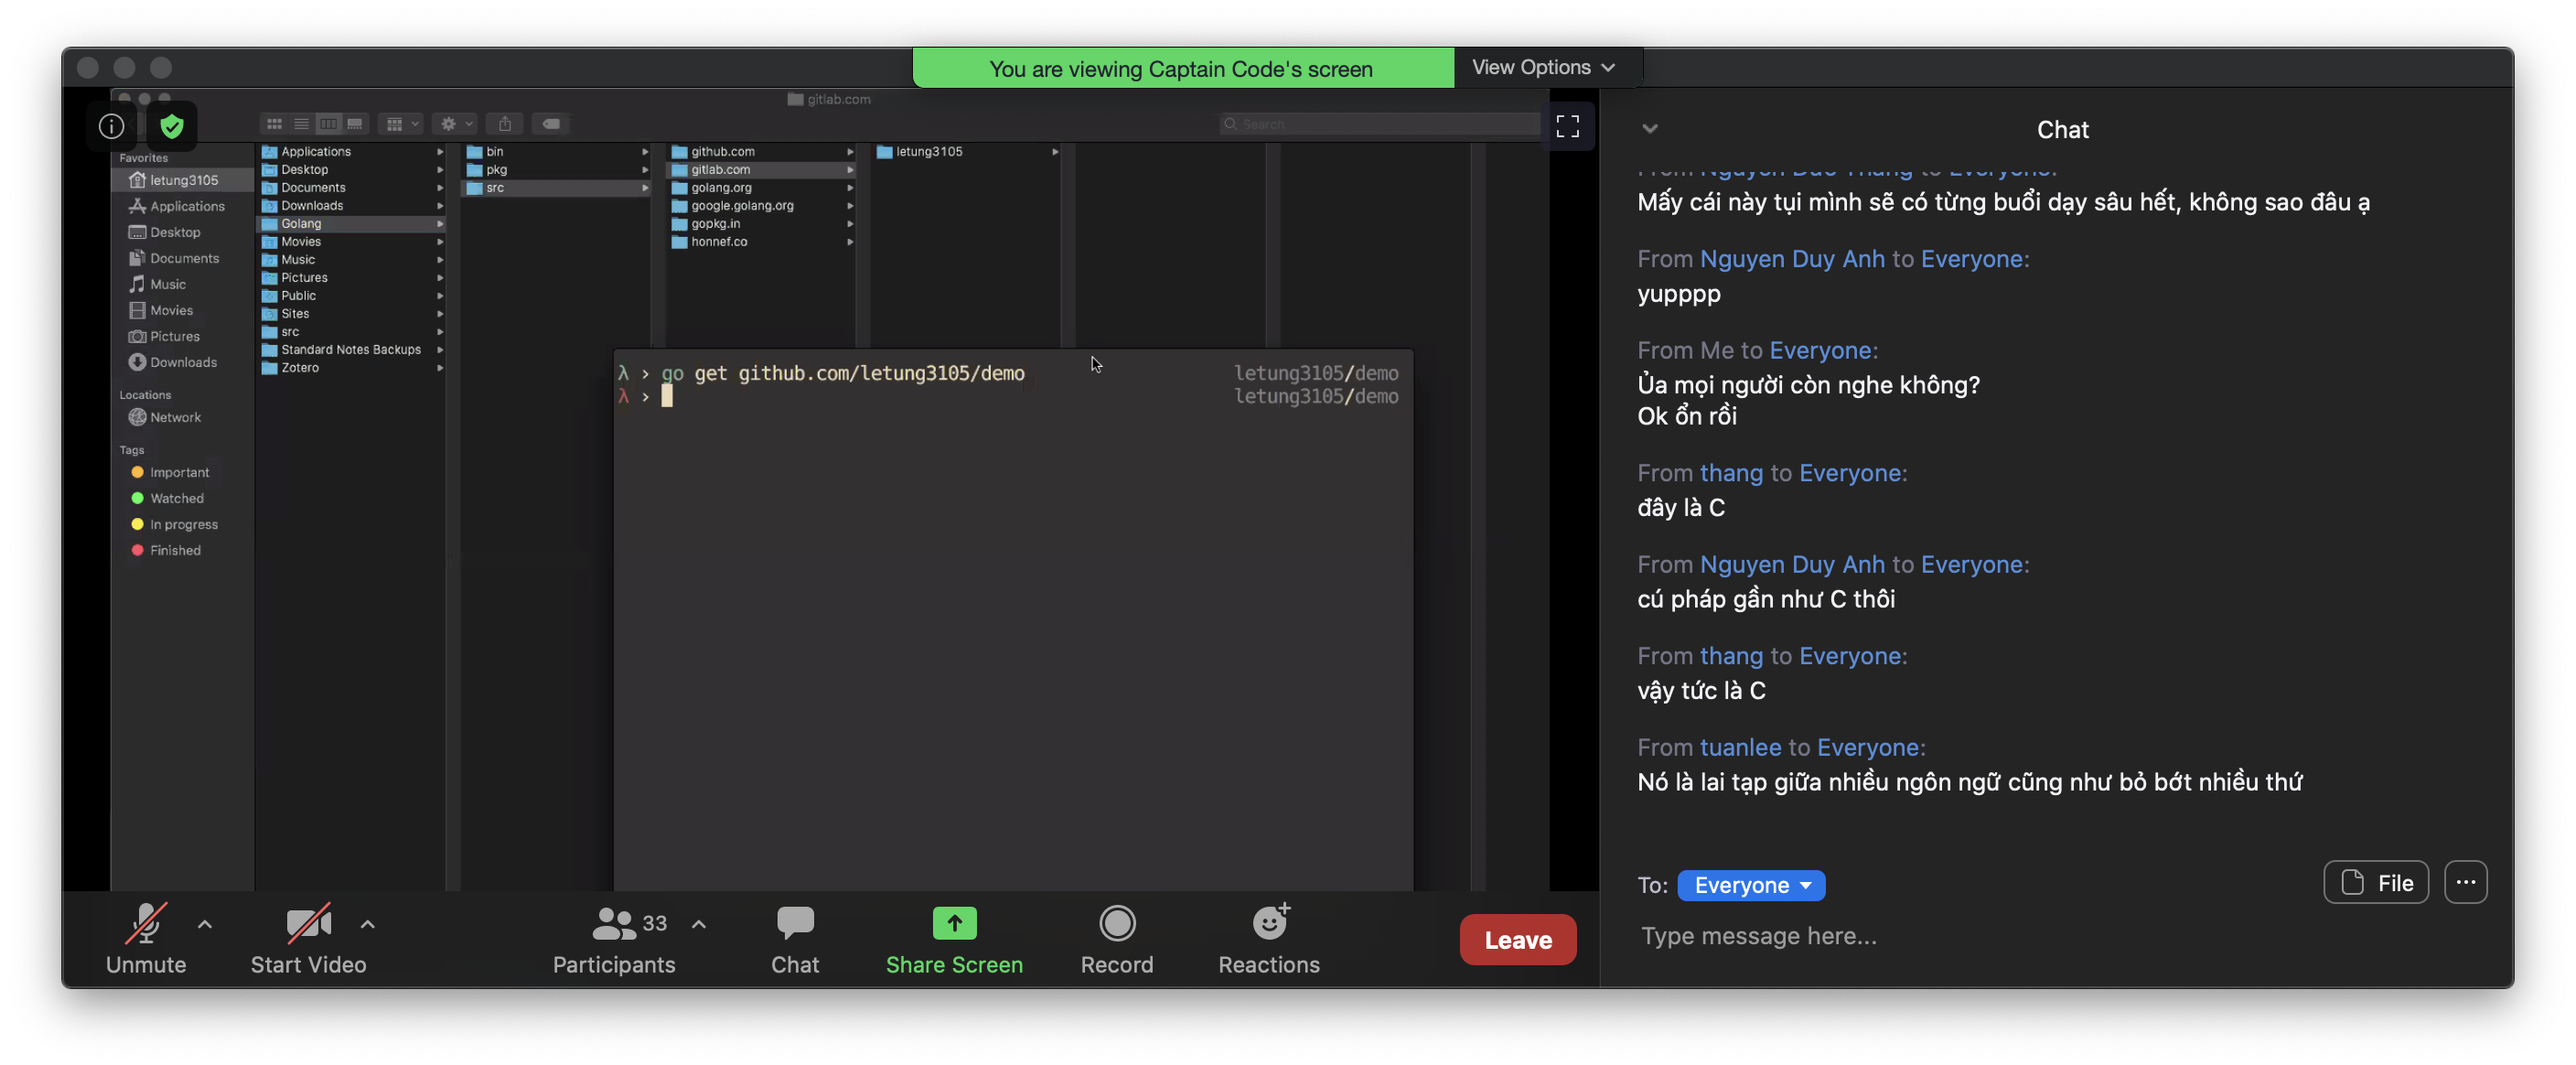 You are viewing Captain Code's screen
View Options
gitlab.com
Search
Favorites
letung3105
Applications
Desktop
Documents
Music
Movies
Pictures
Downloads
Locations
Network
Tags
Important
Watched
In progress
Finished
Applications
Desktop
Documents
Downloads
Golang
Movies
Music
Pictures
Public
Sites
src
Standard Notes Backups
Zotero
bin
pkg
src
github.com
gitlab.com
golang.org
google.golang.org
gopkg.in
honnef.co
letung3105
λ › go get github.com/letung3105/demo letung3105/demo
λ › letung3105/demo
Unmute
Start Video
33
Participants
Chat
Share Screen
Record
Reactions
Leave
Chat
From Nguyen Duc Thang to Everyone:
Mấy cái này tụi mình sẽ có từng buổi dạy sâu hết, không sao đâu ạ
From Nguyen Duy Anh to Everyone:
yupppp
From Me to Everyone:
Ủa mọi người còn nghe không?
Ok ổn rồi
From thang to Everyone:
đây là C
From Nguyen Duy Anh to Everyone:
cú pháp gần như C thôi
From thang to Everyone:
vậy tức là C
From tuanlee to Everyone:
Nó là lai tạp giữa nhiều ngôn ngữ cũng như bỏ bớt nhiều thứ
To: Everyone
File
Type message here...